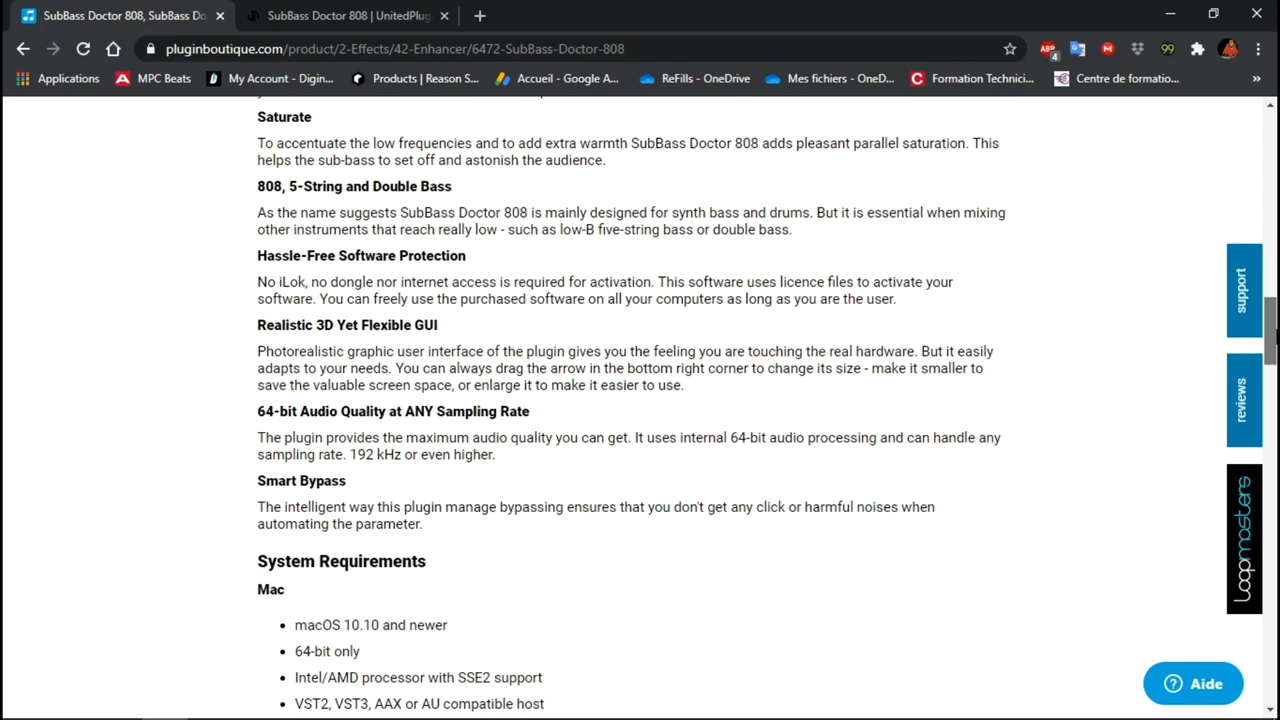 SubBass Doctor 808, SubBass Do
SubBass Doctor 808 | UnitedPlug
pluginboutique.com/product/2-Effects/42-Enhancer/6472-SubBass-Doctor-808
ABP
4
99
Applications
MPC Beats
My Account - Digin...
Products | Reason S...
Accueil - Google A...
ReFills - OneDrive
Mes fichiers - OneD...
Formation Technici...
Centre de formatio...
»
Saturate
To accentuate the low frequencies and to add extra warmth SubBass Doctor 808 adds pleasant parallel saturation. This
helps the sub-bass to set off and astonish the audience.
808, 5-String and Double Bass
As the name suggests SubBass Doctor 808 is mainly designed for synth bass and drums. But it is essential when mixing
other instruments that reach really low - such as low-B five-string bass or double bass.
Hassle-Free Software Protection
No iLok, no dongle nor internet access is required for activation. This software uses licence files to activate your
software. You can freely use the purchased software on all your computers as long as you are the user.
Realistic 3D Yet Flexible GUI
Photorealistic graphic user interface of the plugin gives you the feeling you are touching the real hardware. But it easily
adapts to your needs. You can always drag the arrow in the bottom right corner to change its size - make it smaller to
save the valuable screen space, or enlarge it to make it easier to use.
64-bit Audio Quality at ANY Sampling Rate
The plugin provides the maximum audio quality you can get. It uses internal 64-bit audio processing and can handle any
sampling rate. 192 kHz or even higher.
Smart Bypass
The intelligent way this plugin manage bypassing ensures that you don't get any click or harmful noises when
automating the parameter.
System Requirements
Mac
• macOS 10.10 and newer
• 64-bit only
• Intel/AMD processor with SSE2 support
• VST2, VST3, AAX or AU compatible host
support
reviews
loopmasters
? Aide